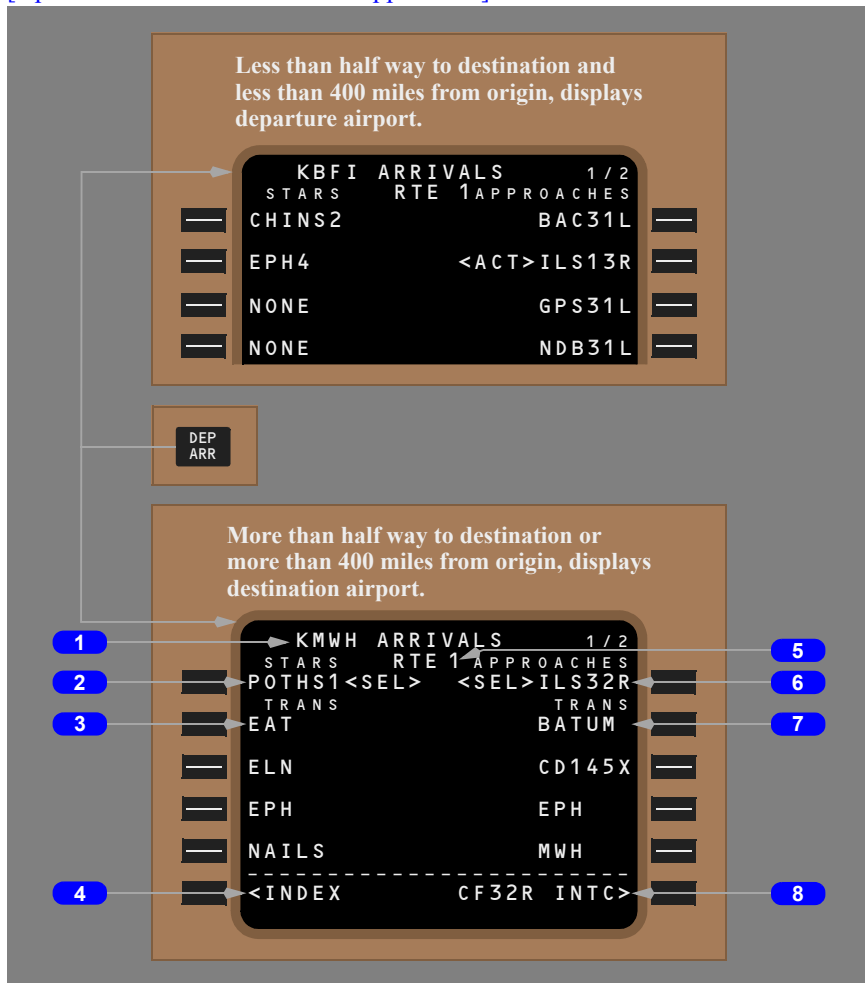 Less than half way to destination and
less than 400 miles from origin, displays
departure airport.
KBFI ARRIVALS 1/2
STARS RTE 1 APPROACHES
CHINS2 BAC31L
EPH4 <ACT>ILS13R
NONE GPS31L
NONE NDB31L
DEP
ARR
More than half way to destination or
more than 400 miles from origin, displays
destination airport.
1 KMWH ARRIVALS 1/2
STARS RTE 1 APPROACHES 5
2 POTHS1<SEL> <SEL>ILS32R 6
TRANS TRANS
3 EAT BATUM 7
ELN CD145X
EPH EPH
NAILS MWH
------------------------
4 <INDEX CF32R INTC> 8